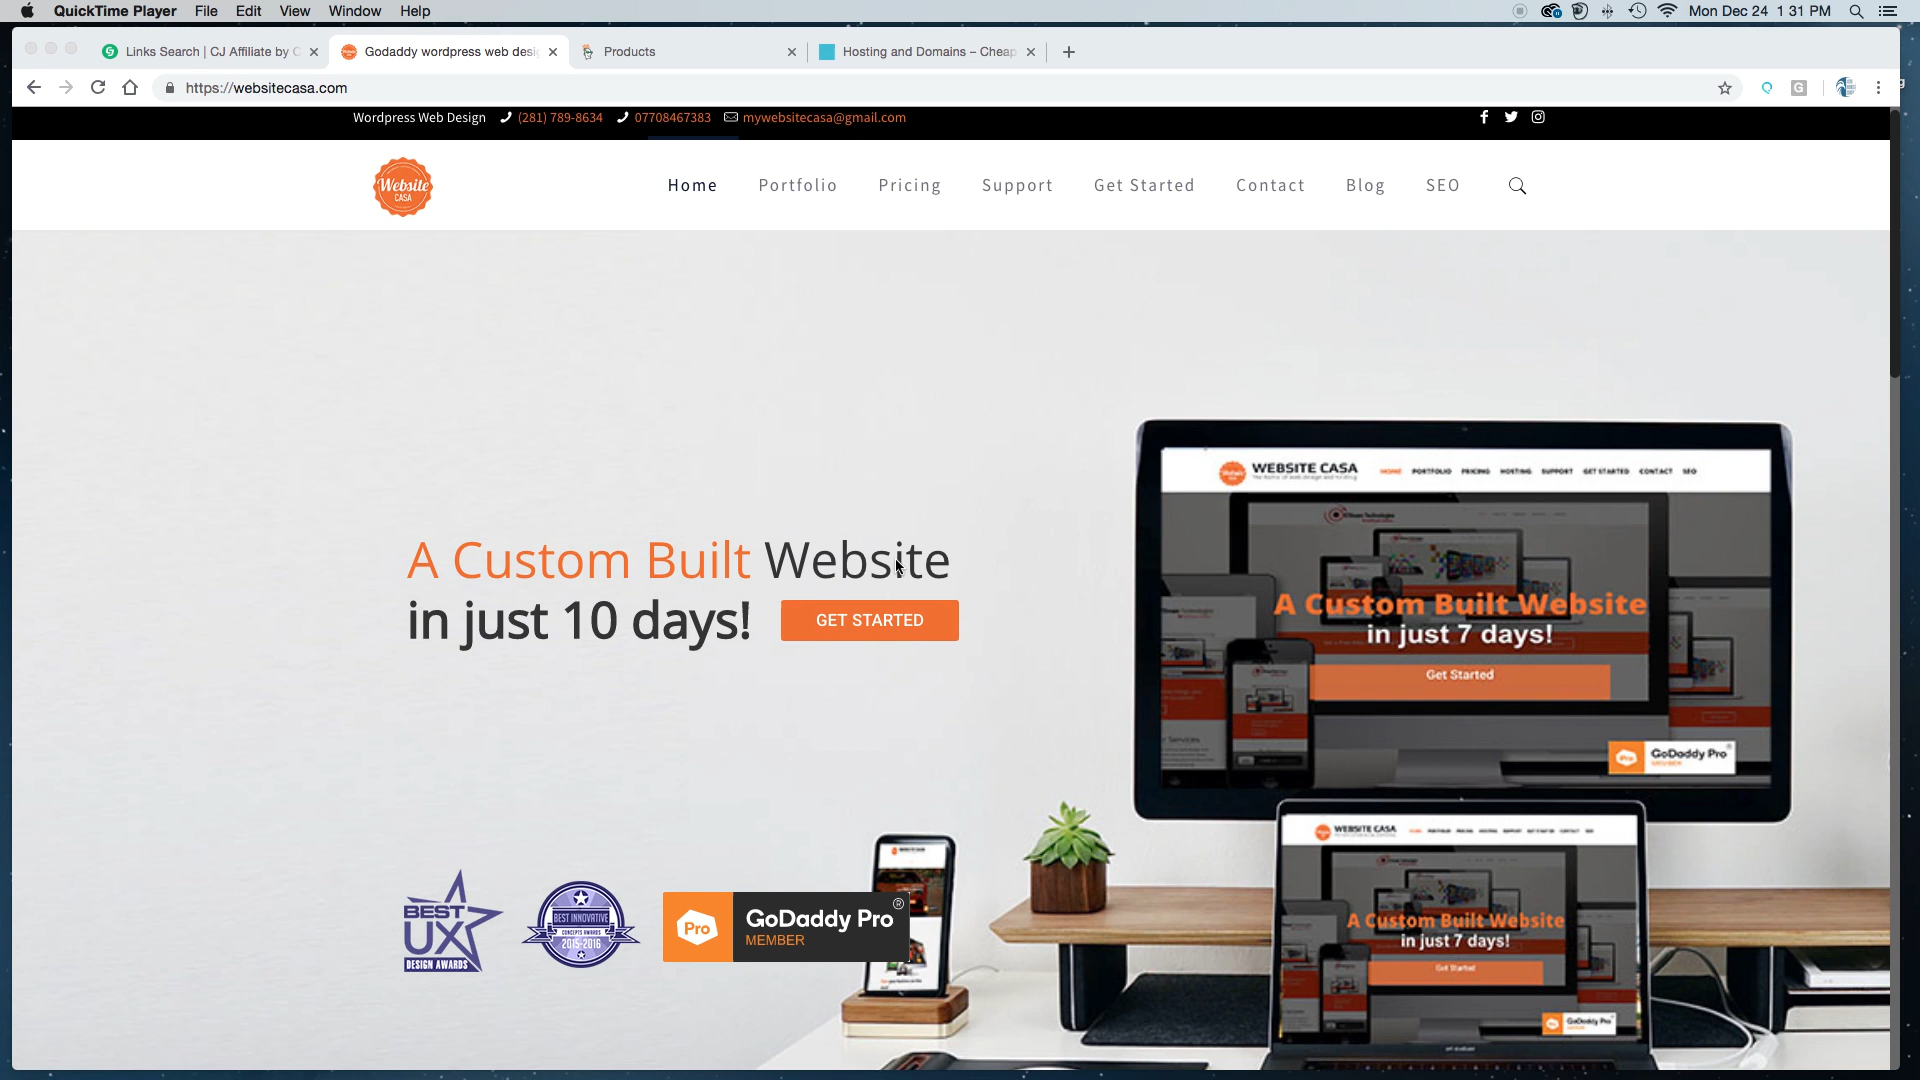 QuickTime Player File Edit View Window Help Mon Dec 24 1 31 PM
Links Search | CJ Affiliate by C Godaddy wordpress web desi Products Hosting and Domains – Cheap
https://websitecasa.com
Wordpress Web Design (281) 789-8634 07708467383 mywebsitecasa@gmail.com
Website
CASA
Home Portfolio Pricing Support Get Started Contact Blog SEO
A Custom Built Website
in just 10 days! GET STARTED
WEBSITE CASA HOME PORTFOLIO PRICING HOSTING SUPPORT GET STARTED CONTACT SEO
A Custom Built Website
in just 7 days!
Get Started
GoDaddy Pro
WEBSITE CASA
A Custom Built Website
in just 7 days!
Get Started
GoDaddy Pro
BEST
UX
DESIGN AWARDS
BEST INNOVATIVE
CONCEPTS AWARDS
2015-2016
Pro
GoDaddy Pro ®
MEMBER